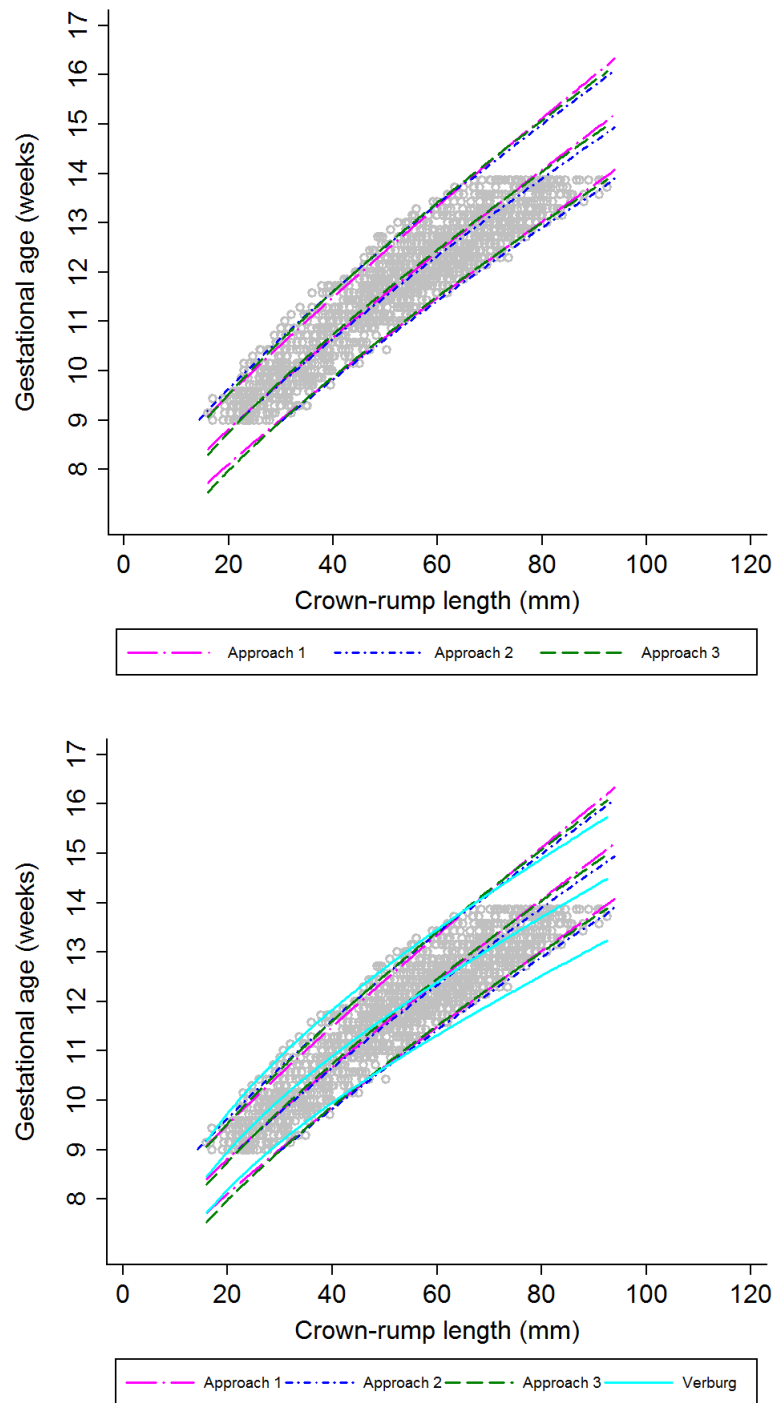 17
16
15
14
13
12
11
10
9
8
Gestational age (weeks)
0 20 40 60 80 100 120
Crown-rump length (mm)
Approach 1 Approach 2 Approach 3
17
16
15
14
13
12
11
10
9
8
Gestational age (weeks)
0 20 40 60 80 100 120
Crown-rump length (mm)
Approach 1 Approach 2 Approach 3 Verburg